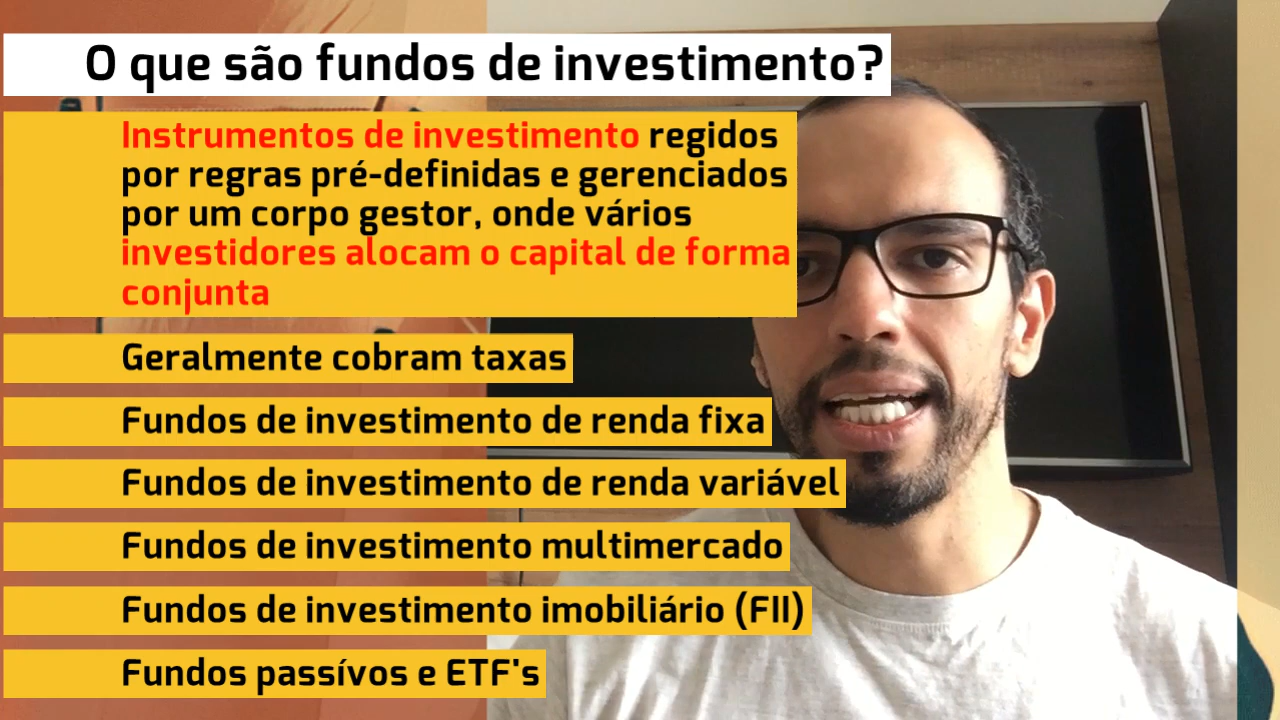 O que são fundos de investimento?
Instrumentos de investimento regidos
por regras pré-definidas e gerenciados
por um corpo gestor, onde vários
investidores alocam o capital de forma
conjunta
Geralmente cobram taxas
Fundos de investimento de renda fixa
Fundos de investimento de renda variável
Fundos de investimento multimercado
Fundos de investimento imobiliário (FII)
Fundos passívos e ETF's